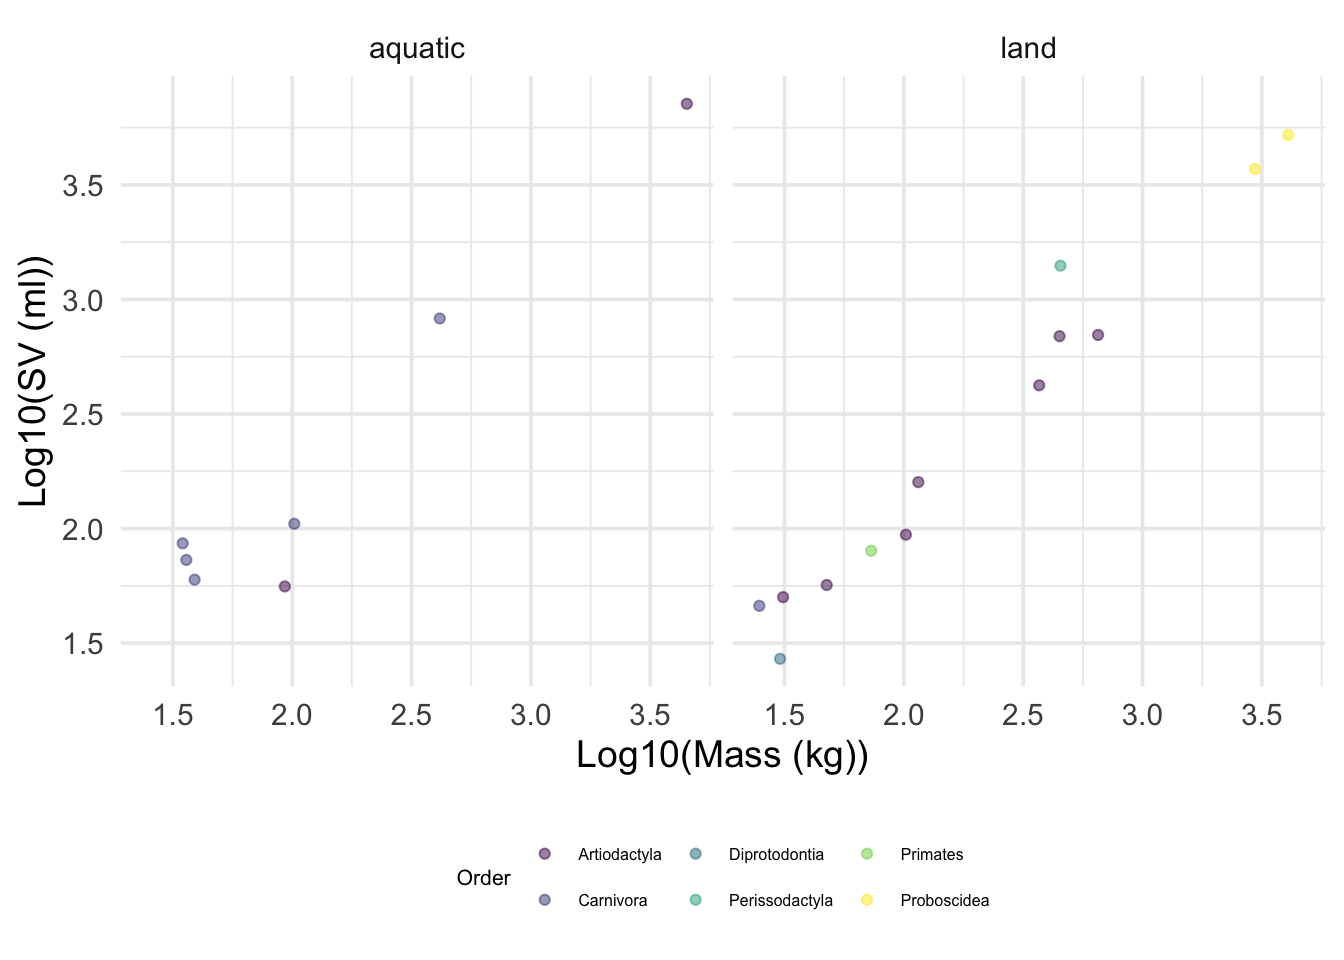 aquatic land
Log10(SV (ml))
3.5
3.0
2.5
2.0
1.5
1.5 2.0 2.5 3.0 3.5 1.5 2.0 2.5 3.0 3.5
Log10(Mass (kg))
Order
Artiodactyla Diprotodontia Primates
Carnivora Perissodactyla Proboscidea